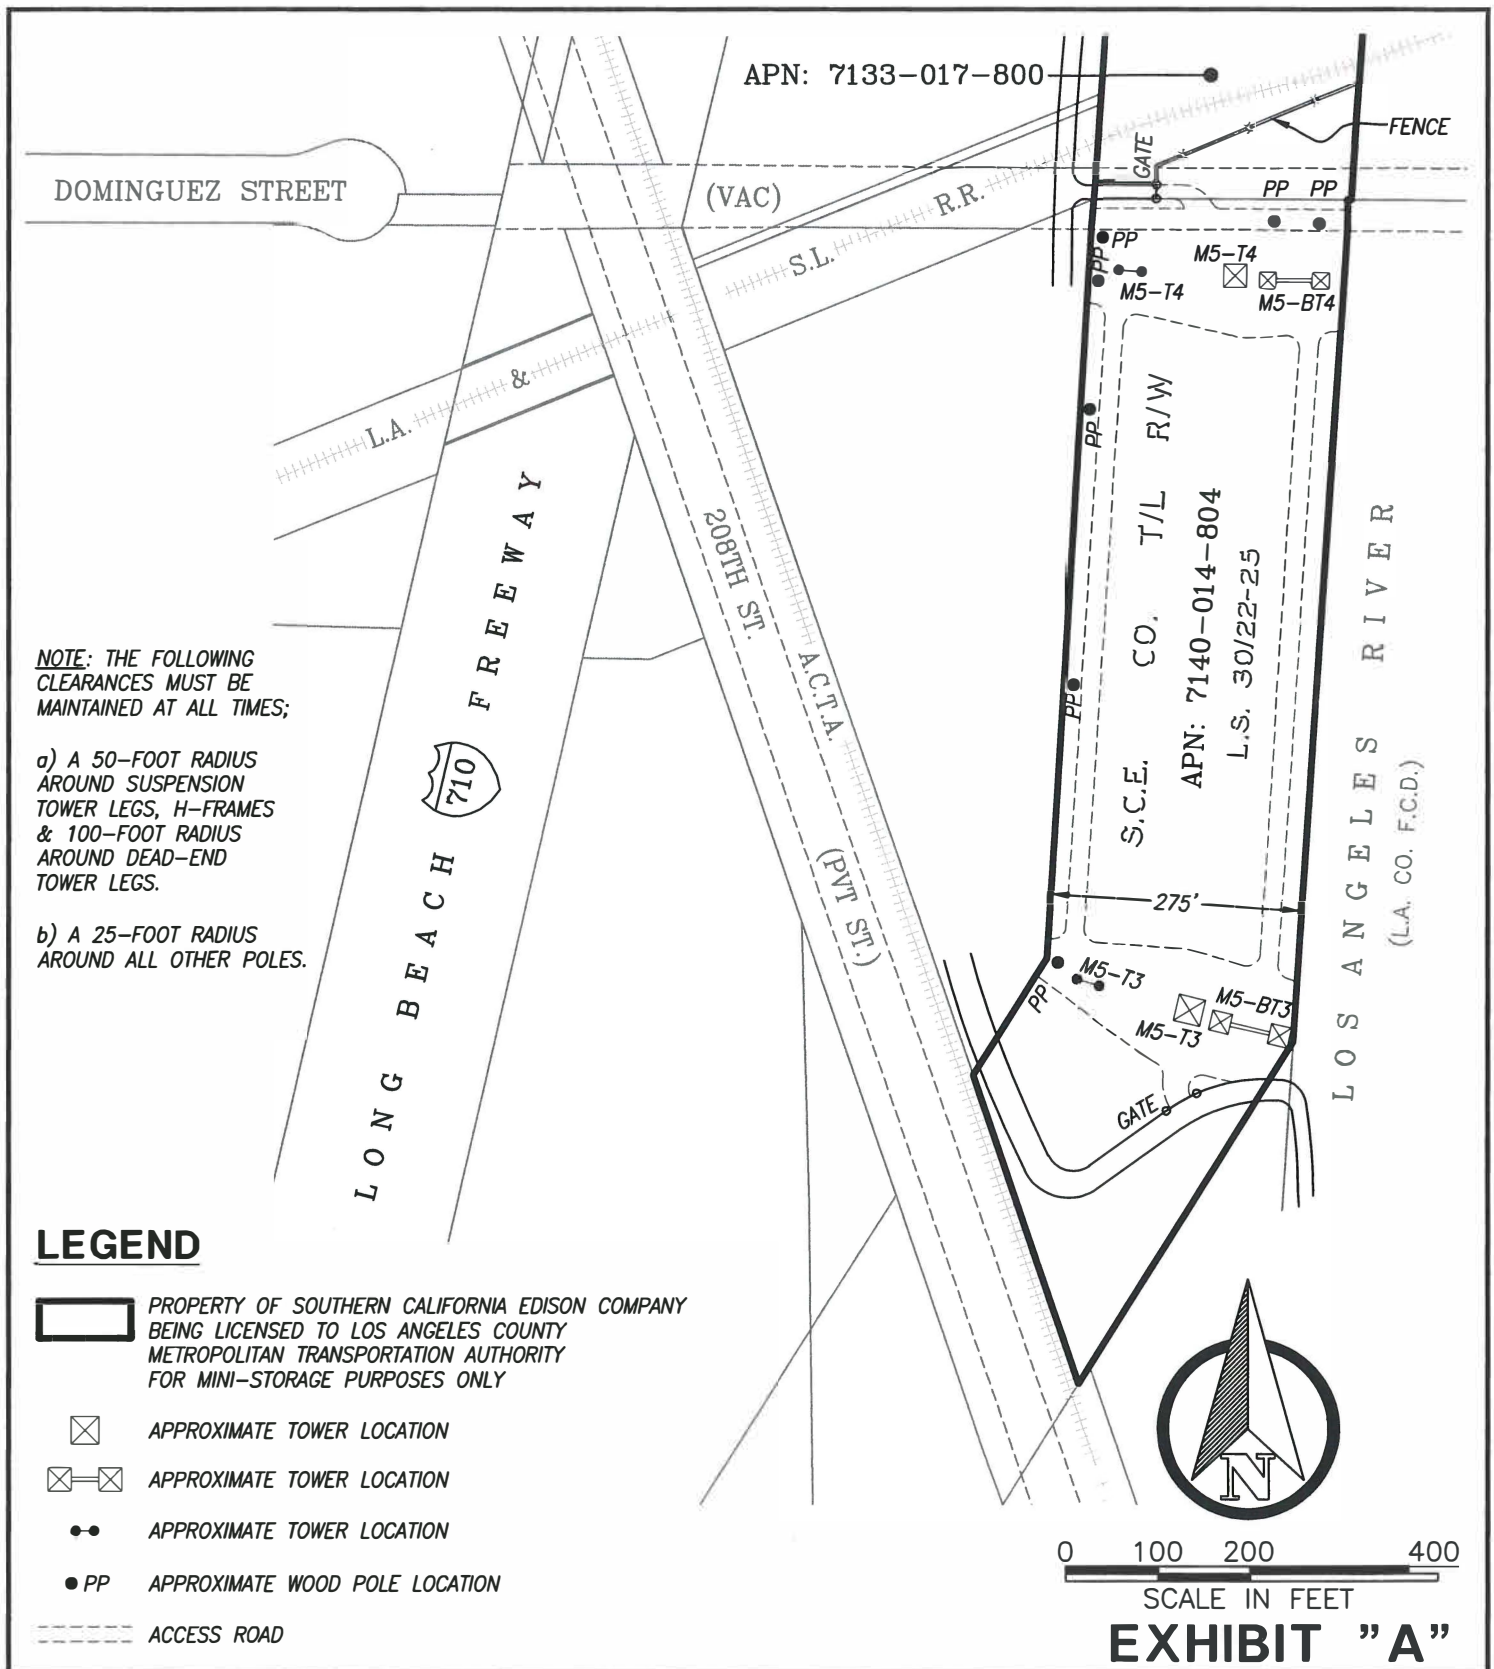 APN: 7133-017-800
FENCE
GATE
DOMINGUEZ STREET
(VAC)
PP PP
R.R.
S.L.
&
L.A.
PP
PP
M5-T4
M5-T4
M5-BT4
PP
PP
S.C.E. CO. T/L R/W
APN: 7140-014-804
L.S. 30/22-25
LOS ANGELES RIVER
(L.A. CO. F.C.D.)
208TH ST.
(PVT ST.)
A.C.T.A.
LONG BEACH FREEWAY
710
275'
M5-T3
PP
M5-T3
M5-BT3
GATE
NOTE: THE FOLLOWING
CLEARANCES MUST BE
MAINTAINED AT ALL TIMES;
a) A 50-FOOT RADIUS
AROUND SUSPENSION
TOWER LEGS, H-FRAMES
& 100-FOOT RADIUS
AROUND DEAD-END
TOWER LEGS.
b) A 25-FOOT RADIUS
AROUND ALL OTHER POLES.
LEGEND
PROPERTY OF SOUTHERN CALIFORNIA EDISON COMPANY
BEING LICENSED TO LOS ANGELES COUNTY
METROPOLITAN TRANSPORTATION AUTHORITY
FOR MINI-STORAGE PURPOSES ONLY
APPROXIMATE TOWER LOCATION
APPROXIMATE TOWER LOCATION
APPROXIMATE TOWER LOCATION
PP APPROXIMATE WOOD POLE LOCATION
ACCESS ROAD
N
0 100 200 400
SCALE IN FEET
EXHIBIT "A"